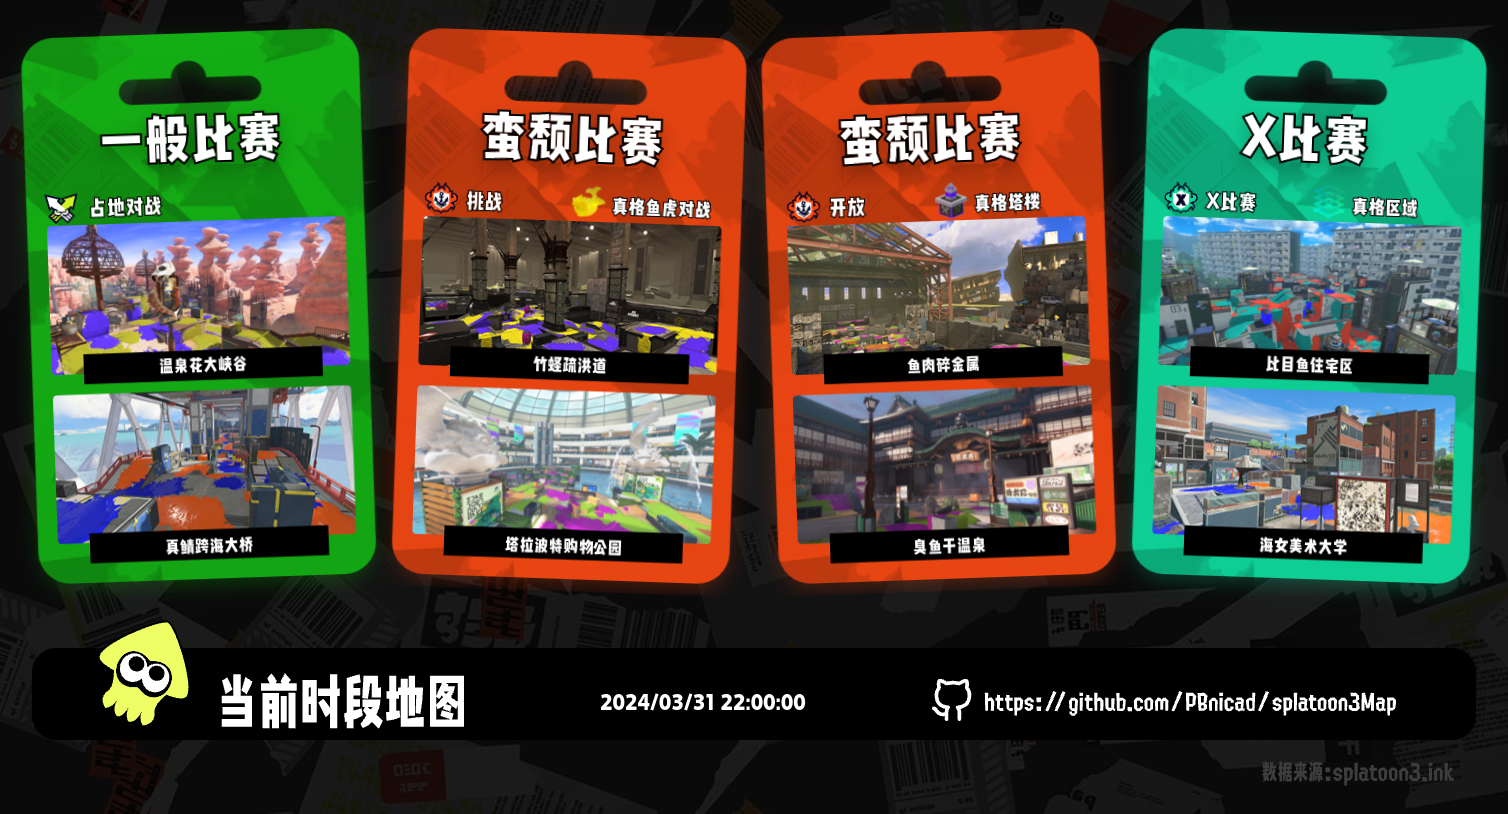 一般比赛
占地对战
温泉花大峡谷
真鲭跨海大桥
蛮颓比赛
挑战
真格鱼虎对战
竹蛏疏洪道
塔拉波特购物公园
蛮颓比赛
开放
真格塔楼
鱼肉碎金属
臭鱼干温泉
X比赛
X比赛
真格区域
比目鱼住宅区
海女美术大学
当前时段地图
2024/03/31 22:00:00
https://github.com/PBnicad/splatoon3Map
数据来源:splatoon3.ink